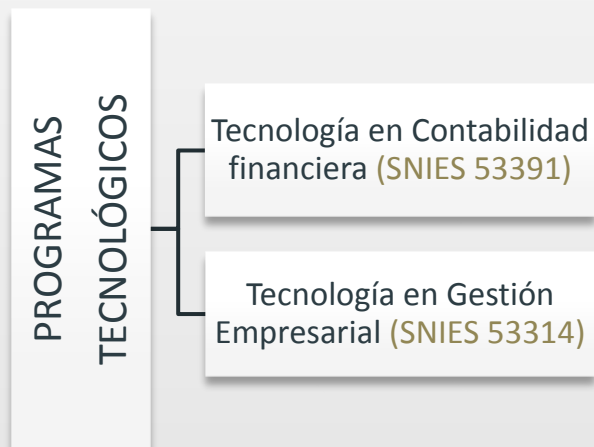 PROGRAMAS
TECNOLÓGICOS
Tecnología en Contabilidad
financiera (SNIES 53391)
Tecnología en Gestión
Empresarial (SNIES 53314)